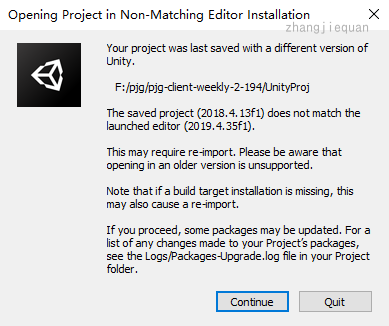 Opening Project in Non-Matching Editor Installation
zhangjiequan
Your project was last saved with a different version of
Unity.
F:/pjg/pjg-client-weekly-2-194/UnityProj
The saved project (2018.4.13f1) does not match the
launched editor (2019.4.35f1).
This may require re-import. Please be aware that
opening in an older version is unsupported.
Note that if a build target installation is missing, this
may also cause a re-import.
If you proceed, some packages may be updated. For a
list of any changes made to your Project's packages,
see the Logs/Packages-Upgrade.log file in your Project
folder.
Continue
Quit